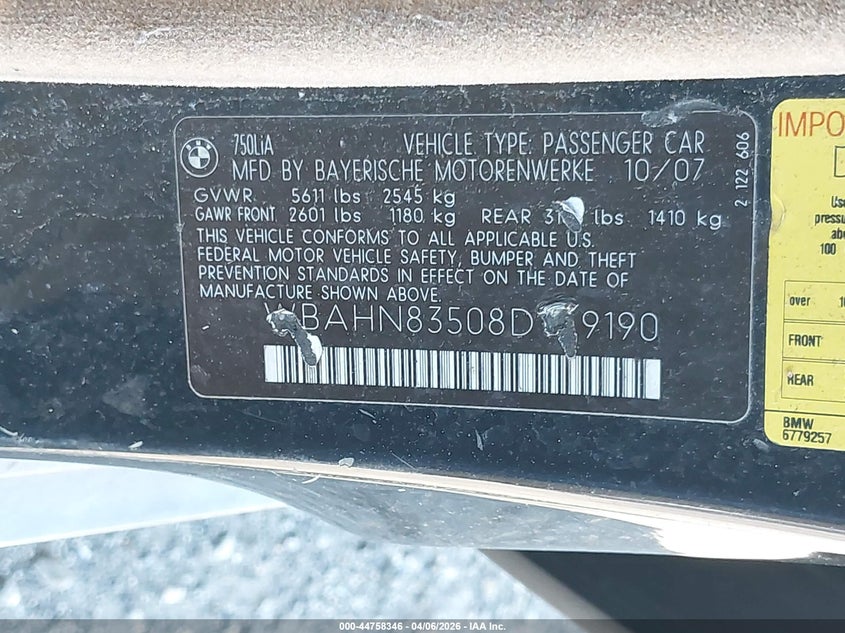 BMW
750LiA VEHICLE TYPE: PASSENGER CAR
MFD BY BAYERISCHE MOTORENWERKE 10/07
GVWR. 5611 lbs 2545 kg
GAWR FRONT 2601 lbs 1180 kg REAR lbs 1410 kg
THIS VEHICLE CONFORMS TO ALL APPLICABLE U.S.
FEDERAL MOTOR VEHICLE SAFETY, BUMPER AND THEFT
PREVENTION STANDARDS IN EFFECT ON THE DATE OF
MANUFACTURE SHOWN ABOVE.
2 122 606
over
FRONT
REAR
100
BMW
6779257
000-44758346 - 04/06/2026 - IAA Inc.